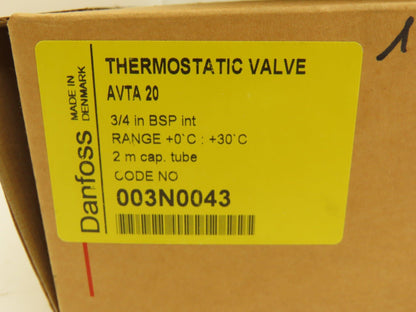 THERMOSTATIC VALVE
AVTA 20
3/4 in BSP int
RANGE +0`C : +30`C
2 m cap. tube
CODE NO
003N0043
Danfoss
MADE IN
DENMARK
1